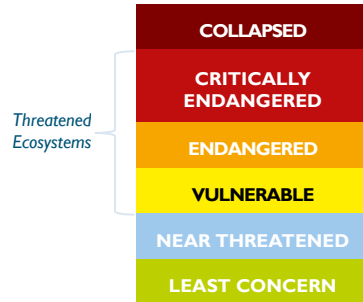 COLLAPSED
CRITICALLY
ENDANGERED
Threatened
Ecosystems
ENDANGERED
VULNERABLE
NEAR THREATENED
LEAST CONCERN